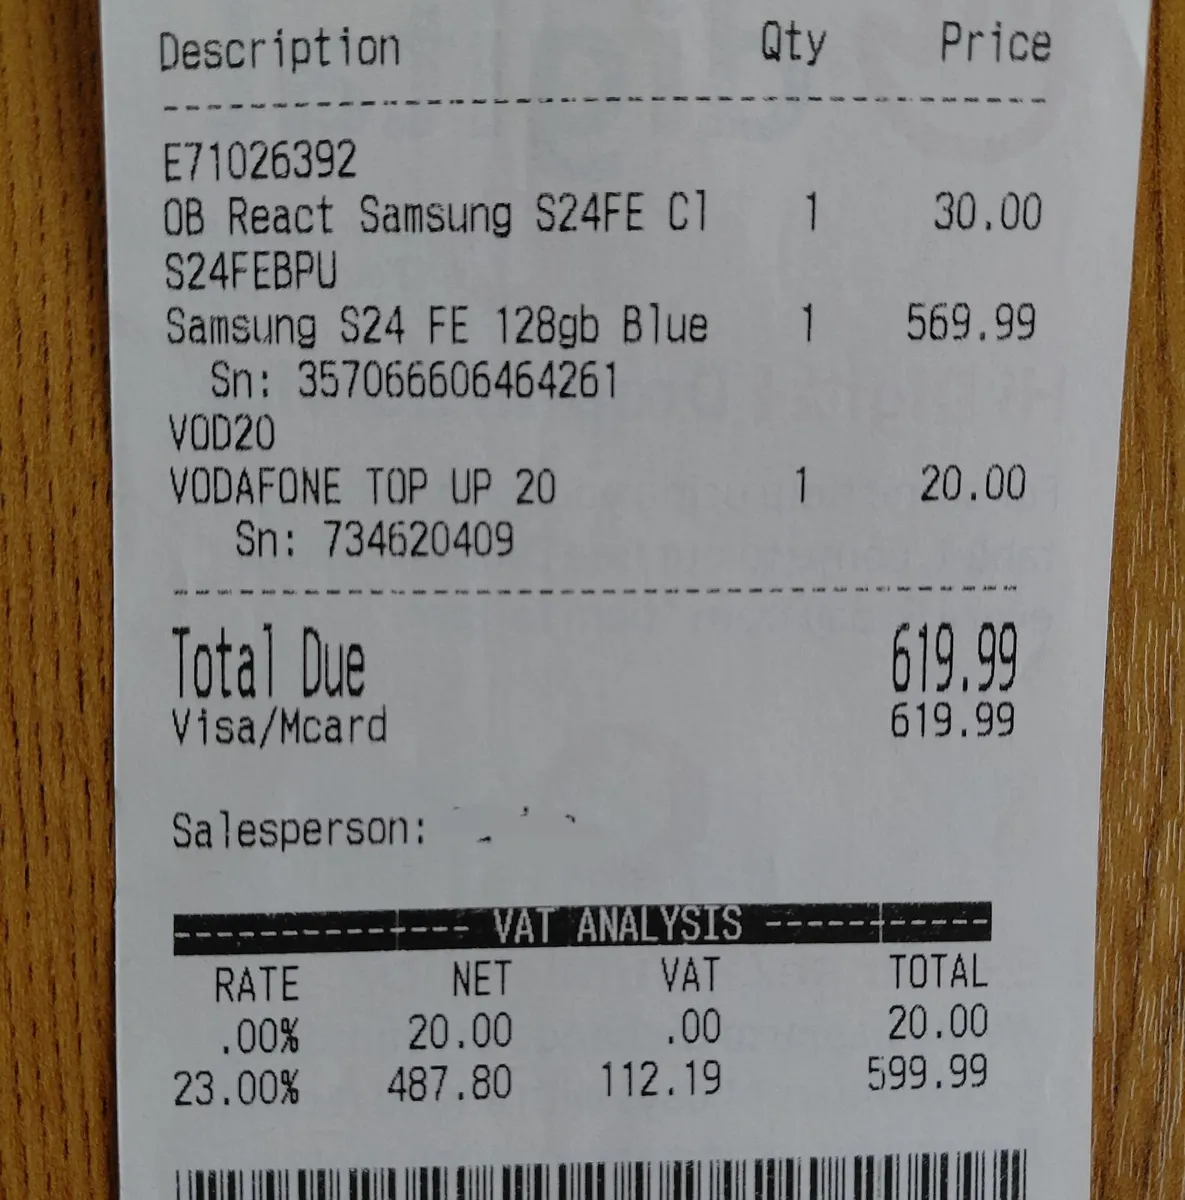 Description Qty Price
E71026392
OB React Samsung S24FE Cl 1 30.00
S24FEBPU
Samsung S24 FE 128gb Blue 1 569.99
Sn: 357066606464261
VOD20
VODAFONE TOP UP 20 1 20.00
Sn: 734620409
Total Due 619.99
Visa/Mcard 619.99
Salesperson:
VAT ANALYSIS
RATE NET VAT TOTAL
.00% 20.00 .00 20.00
23.00% 487.80 112.19 599.99